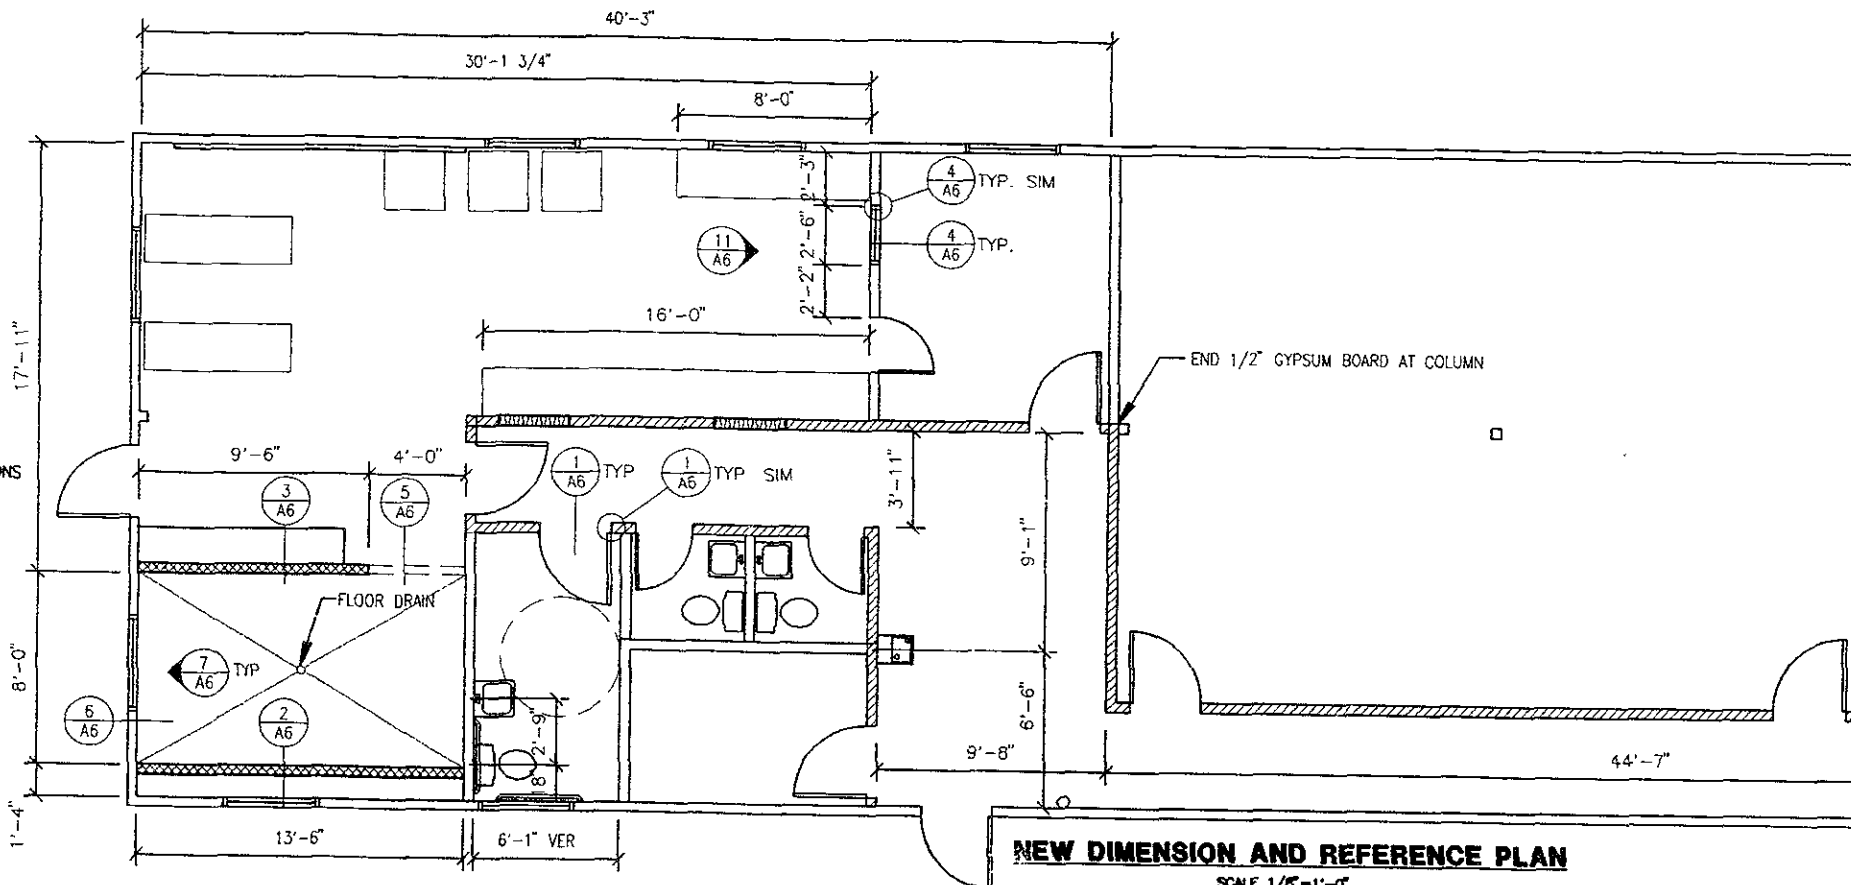 40'-3"
30'-1 3/4"
8'-0"
2'-3"
4
A6
TYP. SIM
2'-6"
11
A6
4
A6
TYP.
2'-2"
16'-0"
17'-11"
END 1/2" GYPSUM BOARD AT COLUMN
9'-6"
4'-0"
1
A6
TYP
1
A6
TYP SIM
3'-11"
3
A6
5
A6
9'-1"
FLOOR DRAIN
8'-0"
7
A6
TYP
6
A6
2
A6
2'-9"
6'-6"
9'-8"
44'-7"
1'-4"
13'-6"
6'-1" VER
NEW DIMENSION AND REFERENCE PLAN